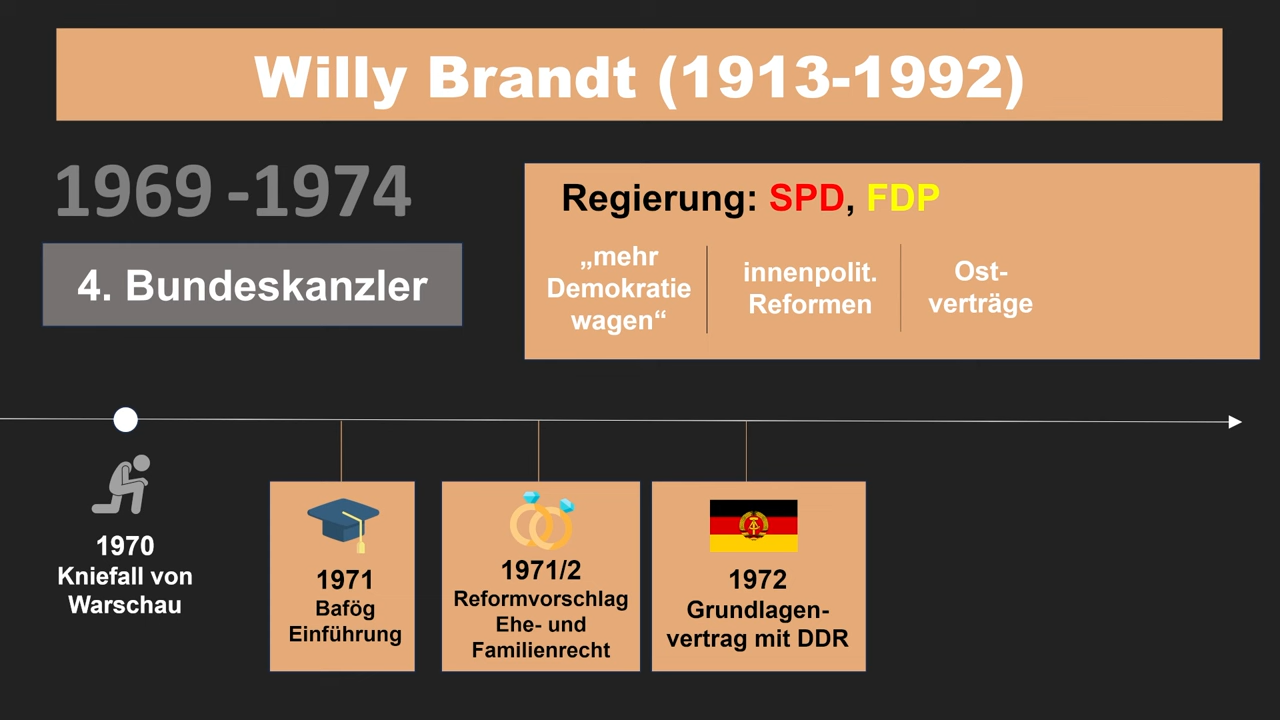 Willy Brandt (1913-1992)
1969 -1974
4. Bundeskanzler
Regierung: SPD, FDP
„mehr
Demokratie
wagen“
innenpolit.
Reformen
Ost-
verträge
1970
Kniefall von
Warschau
1971
Bafög
Einführung
1971/2
Reformvorschlag
Ehe- und
Familienrecht
1972
Grundlagen-
vertrag mit DDR